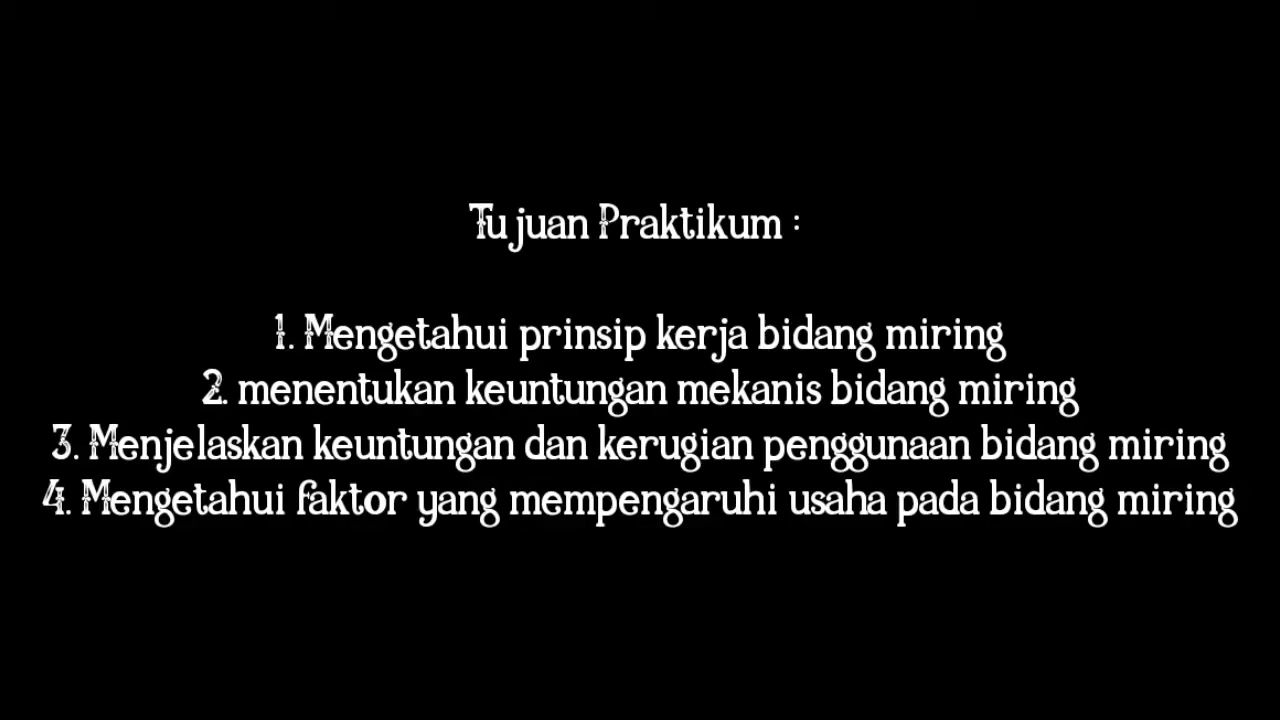 Tujuan Praktikum :
1. Mengetahui prinsip kerja bidang miring
2. menentukan keuntungan mekanis bidang miring
3. Menjelaskan keuntungan dan kerugian penggunaan bidang miring
4. Mengetahui faktor yang mempengaruhi usaha pada bidang miring